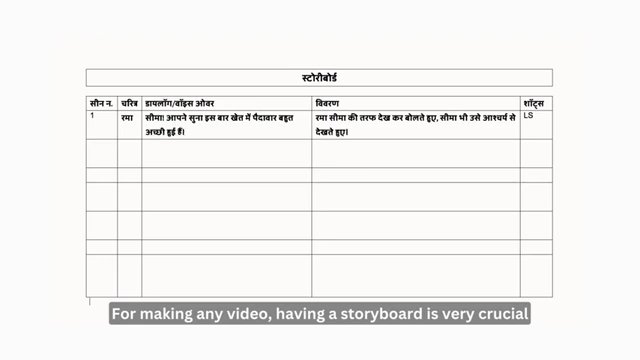 स्टोरीबोर्ड
सीन न. चरित्र डायलॉग/वॉइस ओवर विवरण शॉट्स
1 रमा सीमा! आपने सुना इस बार खेत में पैदावार बहुत रमा सीमा की तरफ देख कर बोलते हुए, सीमा भी उसे आश्चर्य से LS
अच्छी हुई हैं। देखते हुए।
For making any video, having a storyboard is very crucial